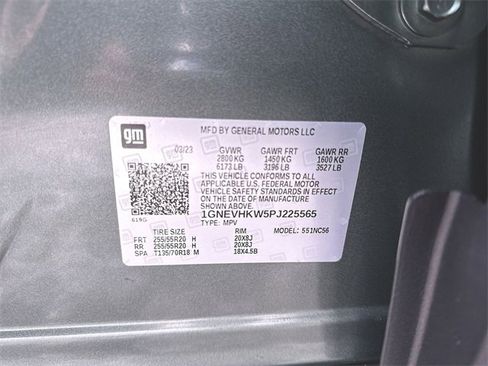 gm
MFD BY GENERAL MOTORS LLC
03/23 GVWR GAWR FRT GAWR RR
2800 KG 1450 KG 1600 KG
6173 LB 3196 LB 3527 LB
THIS VEHICLE CONFORMS TO ALL
APPLICABLE U.S. FEDERAL MOTOR
VEHICLE SAFETY STANDARDS IN EFFECT
ON THE DATE OF MANUFACTURE SHOWN
ABOVE.
1GNEVHKW5PJ225565
TYPE: MPV MODEL: 551NC56
TIRE SIZE RIM
FRT 255/55R20 H 20X8J
RR 255/55R20 H 20X8J
SPA T135/70R18 M 18X4.5B